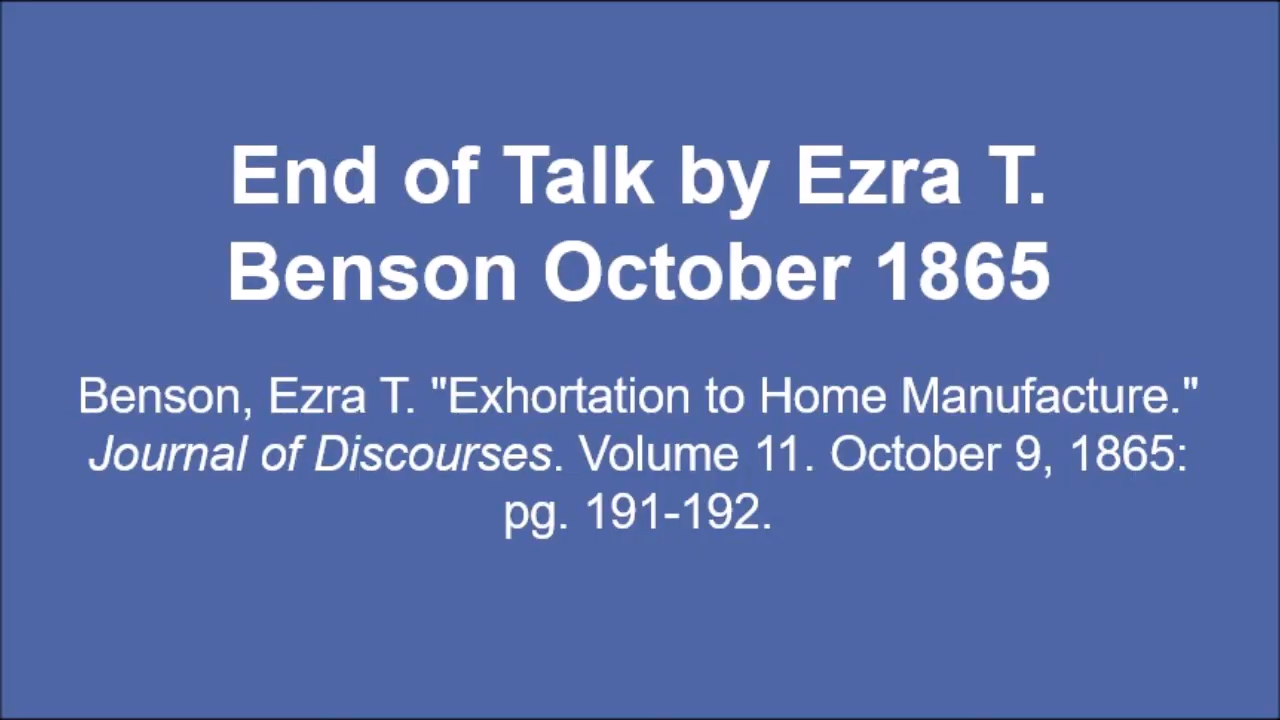 End of Talk by Ezra T.
Benson October 1865
Benson, Ezra T. "Exhortation to Home Manufacture."
Journal of Discourses. Volume 11. October 9, 1865:
pg. 191-192.